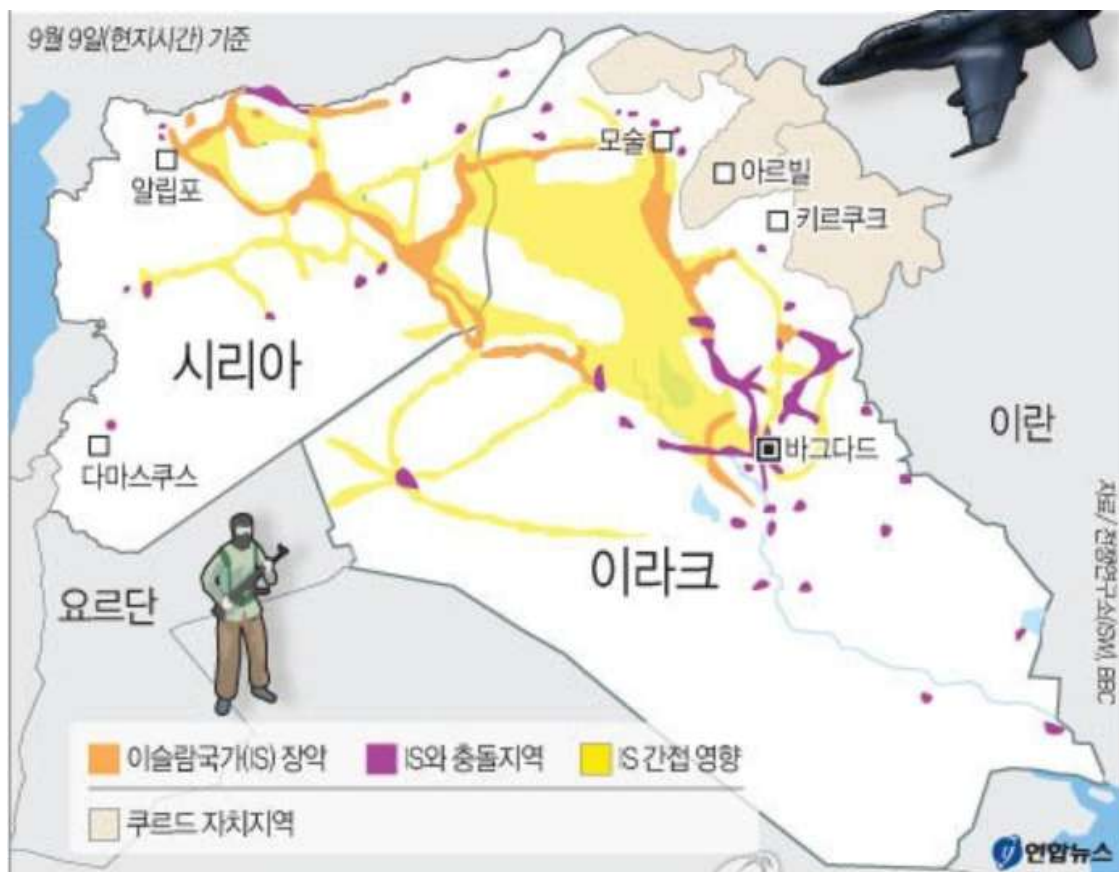 9월 9일(현지시간) 기준
모술
아르빌
알립포
키르쿠크
시리아
이란
바그다드
다마스쿠스
이라크
요르단
자료/ 전쟁연구소(ISW), BBC
이슬람국가(IS) 장악
IS와 충돌지역
IS 간접 영향
쿠르드 자치지역
연합뉴스